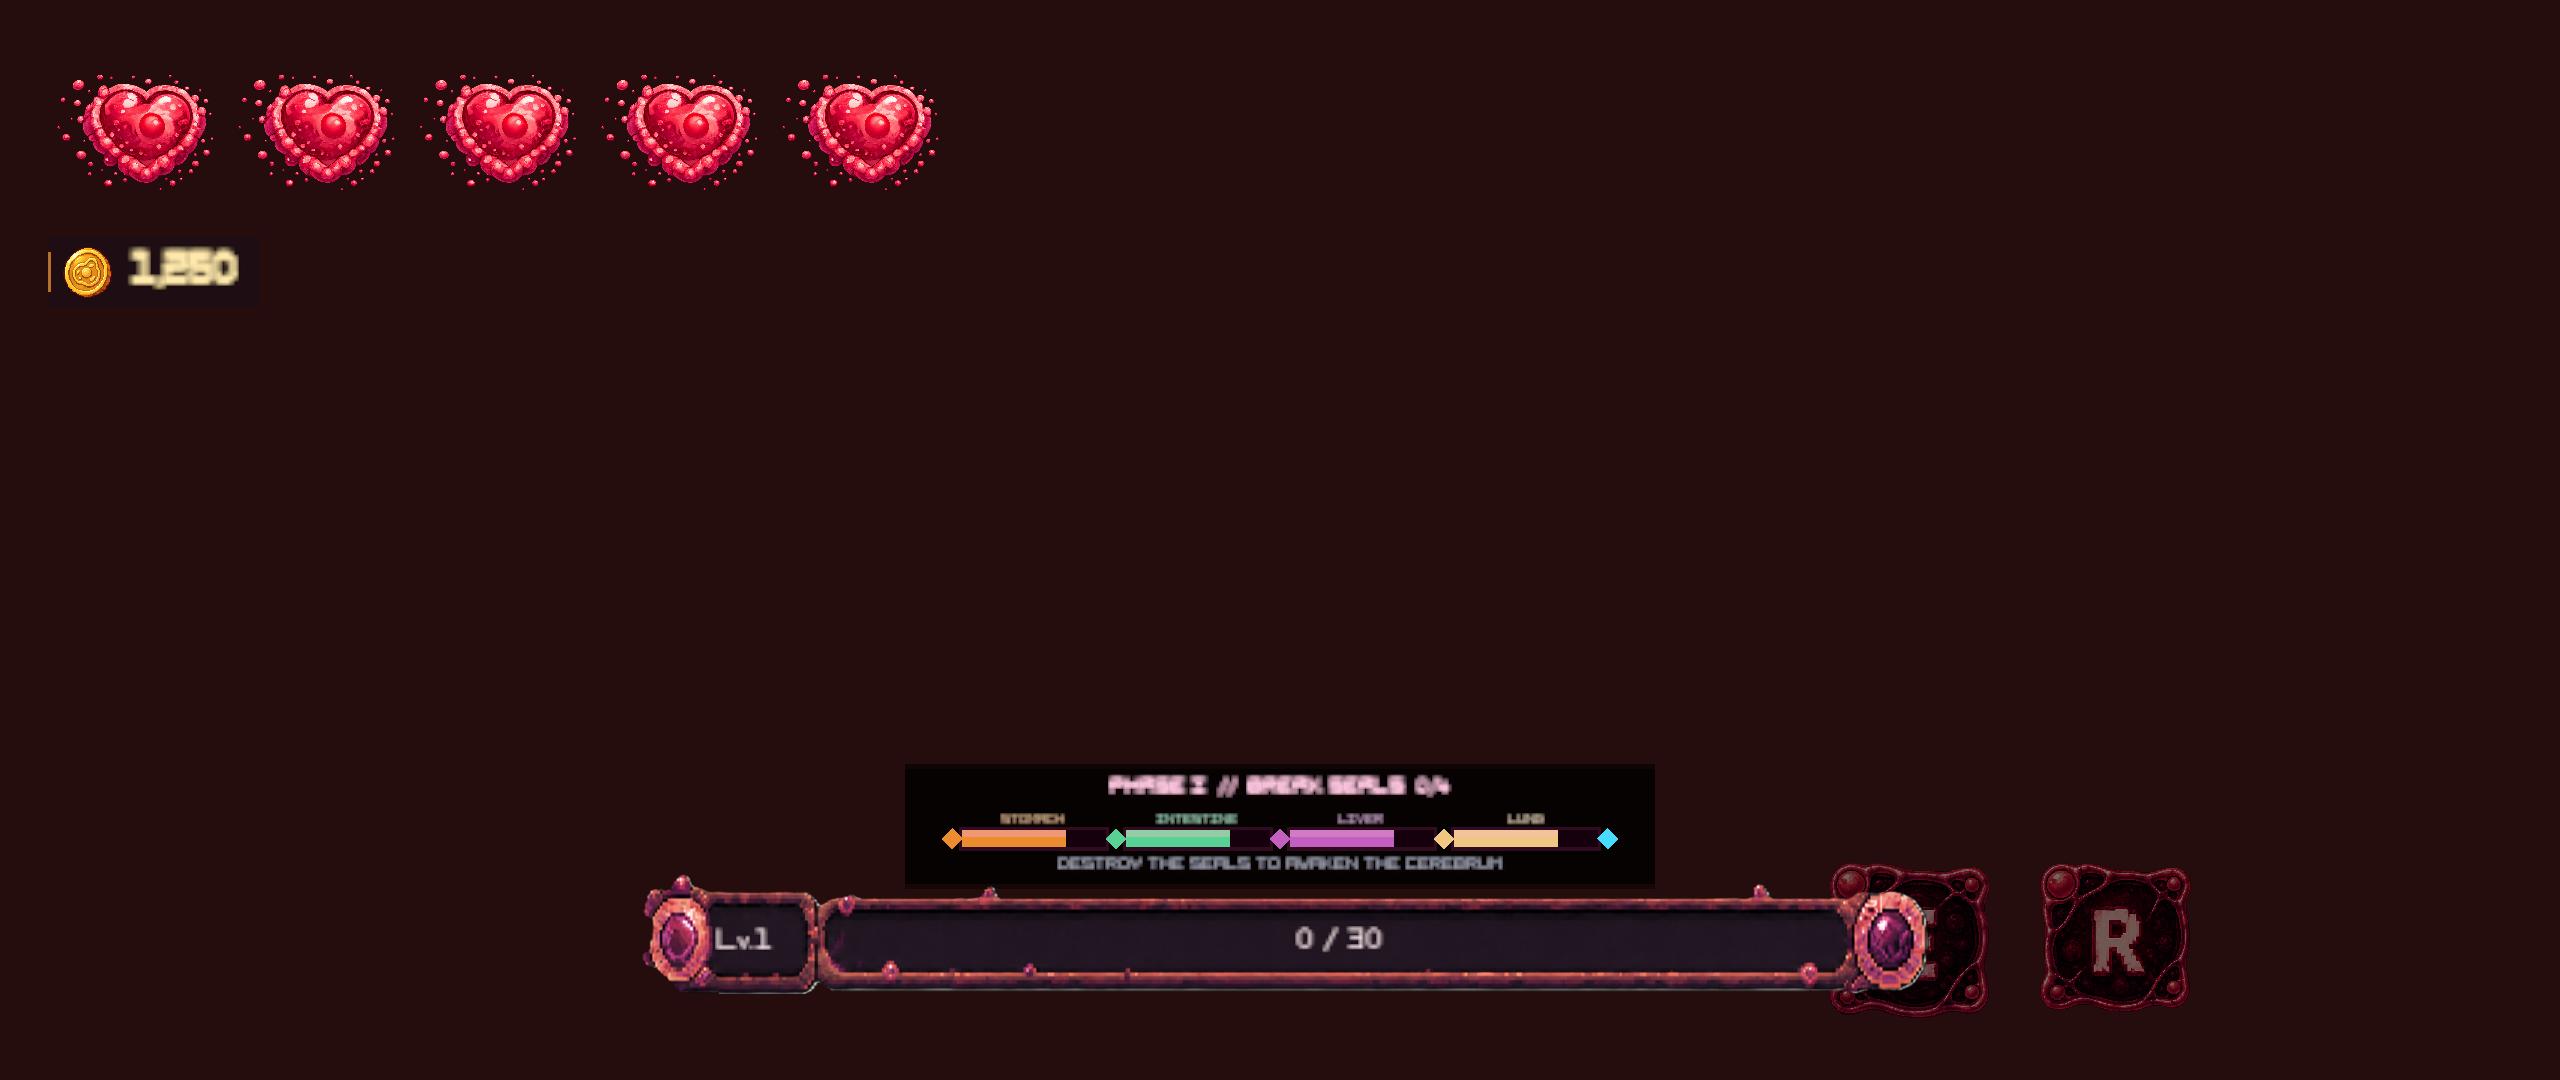 1,250
PHASE I // BREAK SEALS 0/4
STOMACH INTESTINE LIVER LUNG
DESTROY THE SEALS TO AWAKEN THE CEREBRUM
Lv.1 0 / 30 R